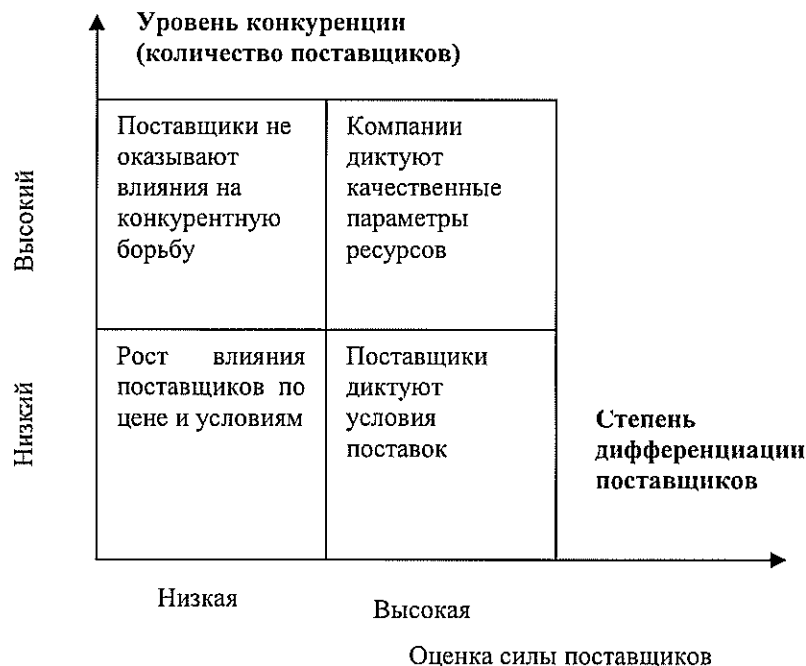 Уровень конкуренции
(количество поставщиков)
Высокий
Поставщики не
оказывают
влияния на
конкурентную
борьбу
Компании
диктуют
качественные
параметры
ресурсов
Низкий
Рост влияния
поставщиков по
цене и условиям
Поставщики
диктуют
условия
поставок
Степень
дифференциации
поставщиков
Низкая
Высокая
Оценка силы поставщиков